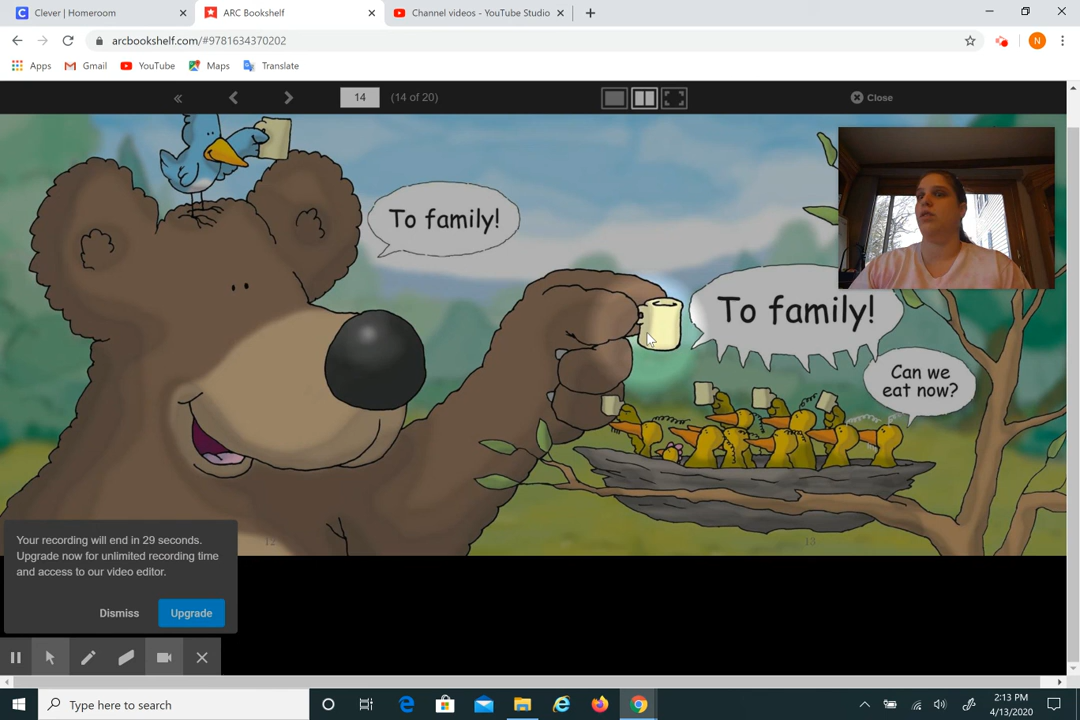 Clever | Homeroom
ARC Bookshelf
Channel videos - YouTube Studio
arcbookshelf.com/#9781634370202
N
Apps
Gmail
YouTube
Maps
Translate
14
(14 of 20)
Close
To family!
To family!
Can we
eat now?
12
13
Your recording will end in 29 seconds.
Upgrade now for unlimited recording time
and access to our video editor.
Dismiss
Upgrade
Type here to search
2:13 PM
4/13/2020